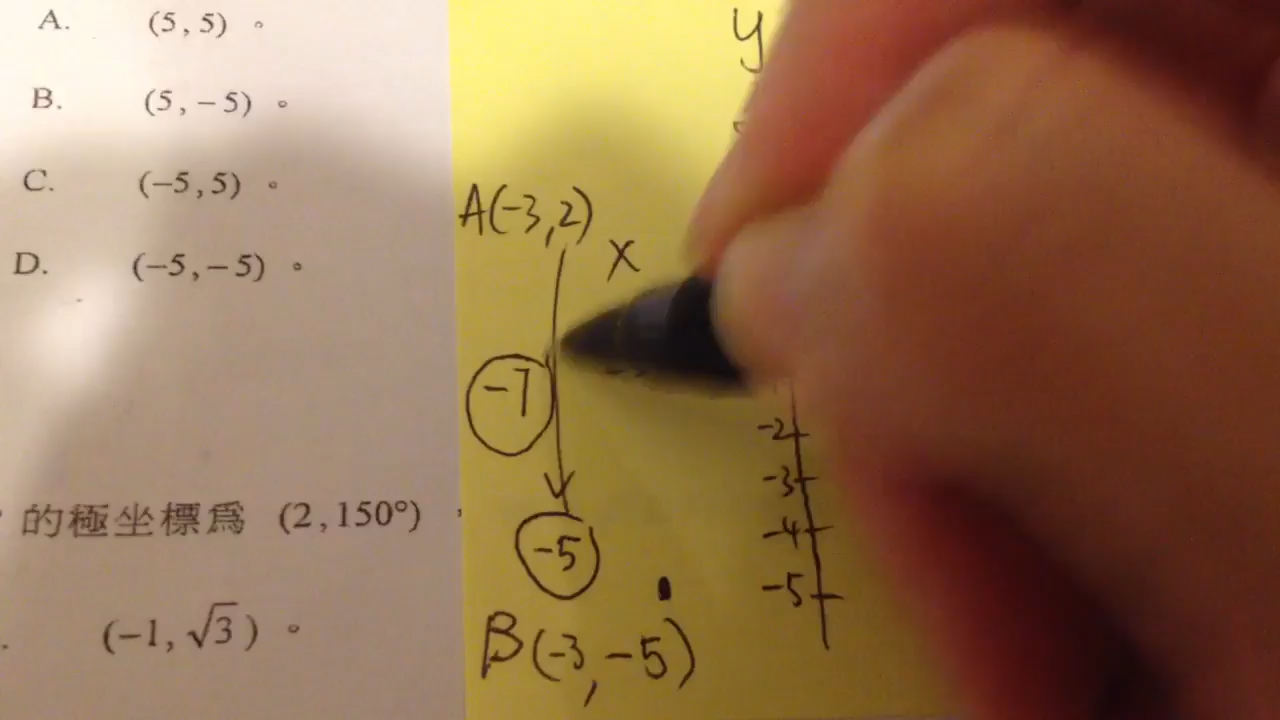 A. (5,5)。
B. (5,−5)。
C. (−5,5)。
D. (−5,−5)。
的極坐標爲 (2,150°),
(−1,√3)。
y
A(-3,2)
x
-7
-5
B(-3,-5)
-2
-3
-4
-5